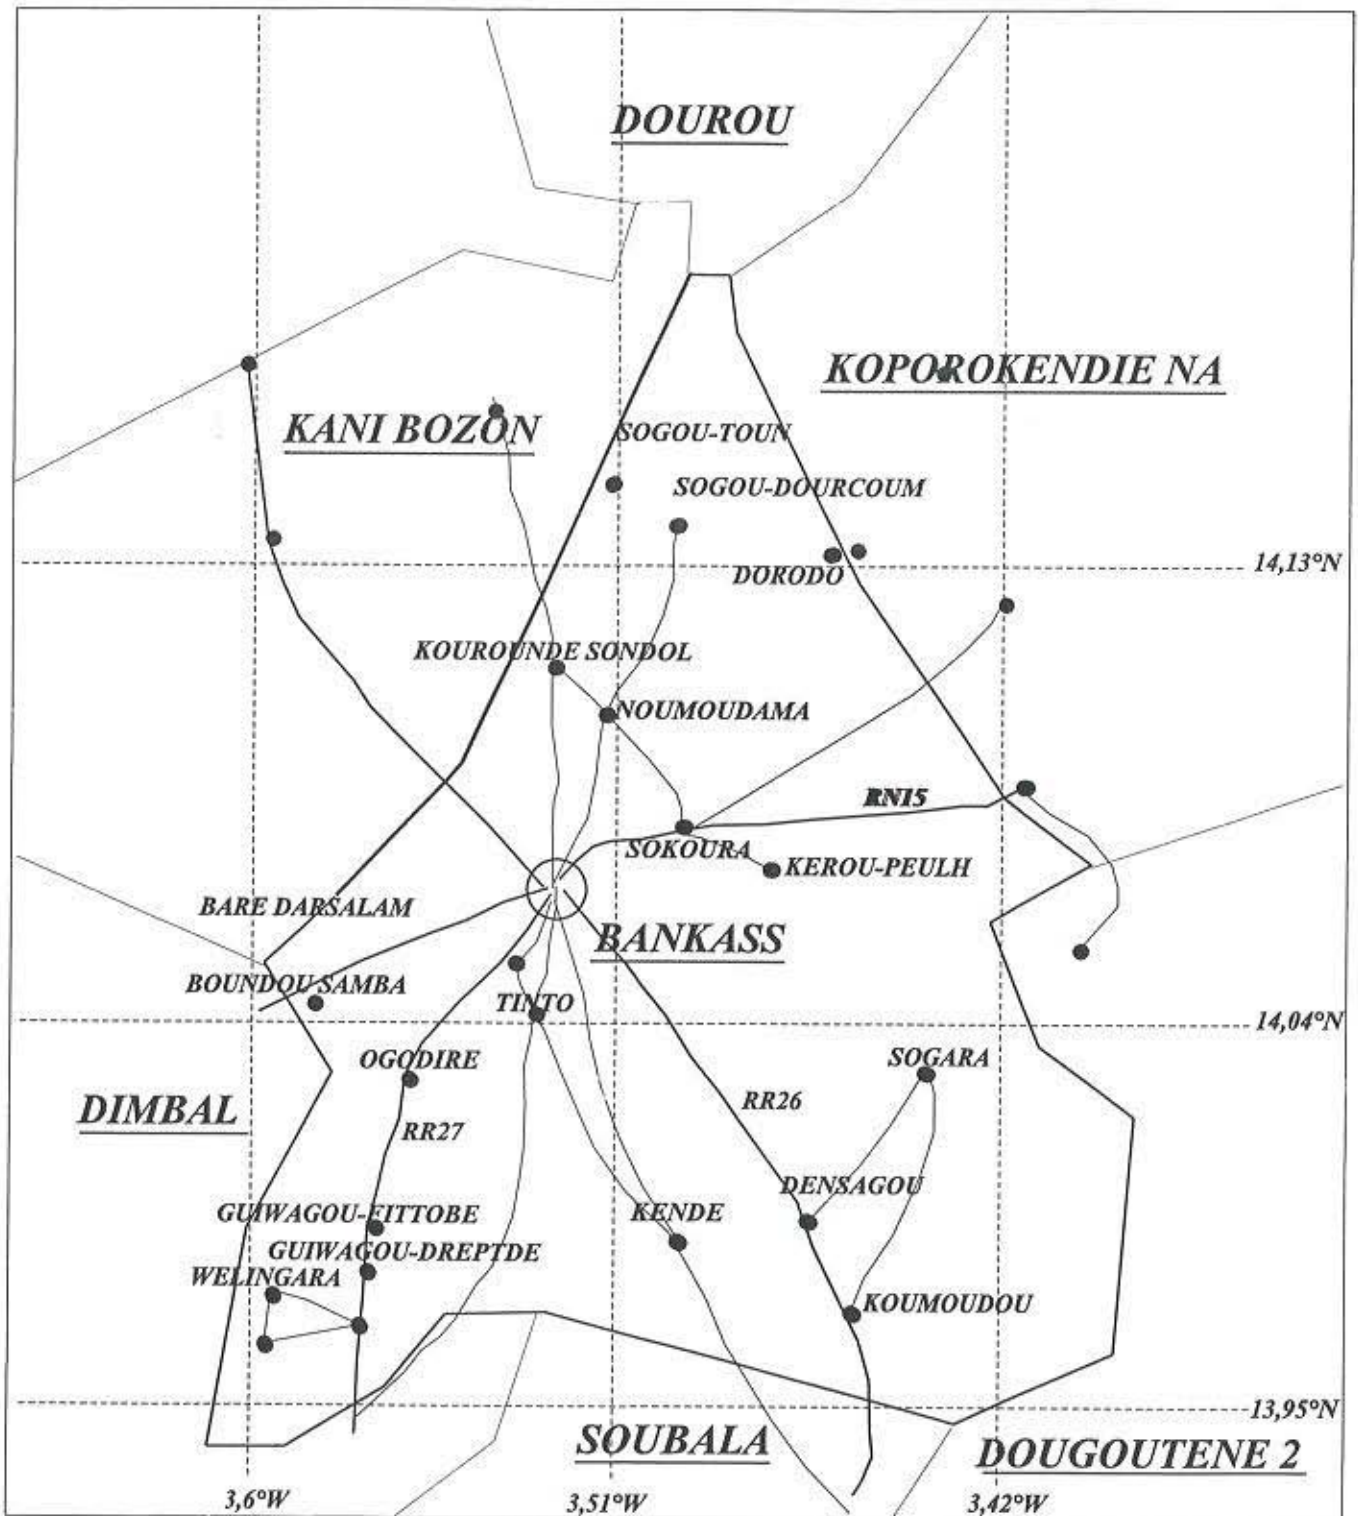 DOUROU
KOPOROKENDIE NA
KANI BOZON
SOGOU-TOUN
SOGOU-DOURCOUM
14,13°N
DORODO
KOUROUNDE SONDOL
NOUMOUDAMA
RN15
SOKOURA
KEROU-PEULH
BARE DARSALAM
BANKASS
BOUNDOU SAMBA
TINTO
14,04°N
OGODIRE
SOGARA
DIMBAL
RR26
RR27
DENSAGOU
GUIWAGOU-FITTOBE
KENDE
GUIWAGOU-DREPTDE
WELINGARA
KOUMOUDOU
13,95°N
SOUBALA
DOUGOUTENE 2
3,6°W
3,51°W
3,42°W